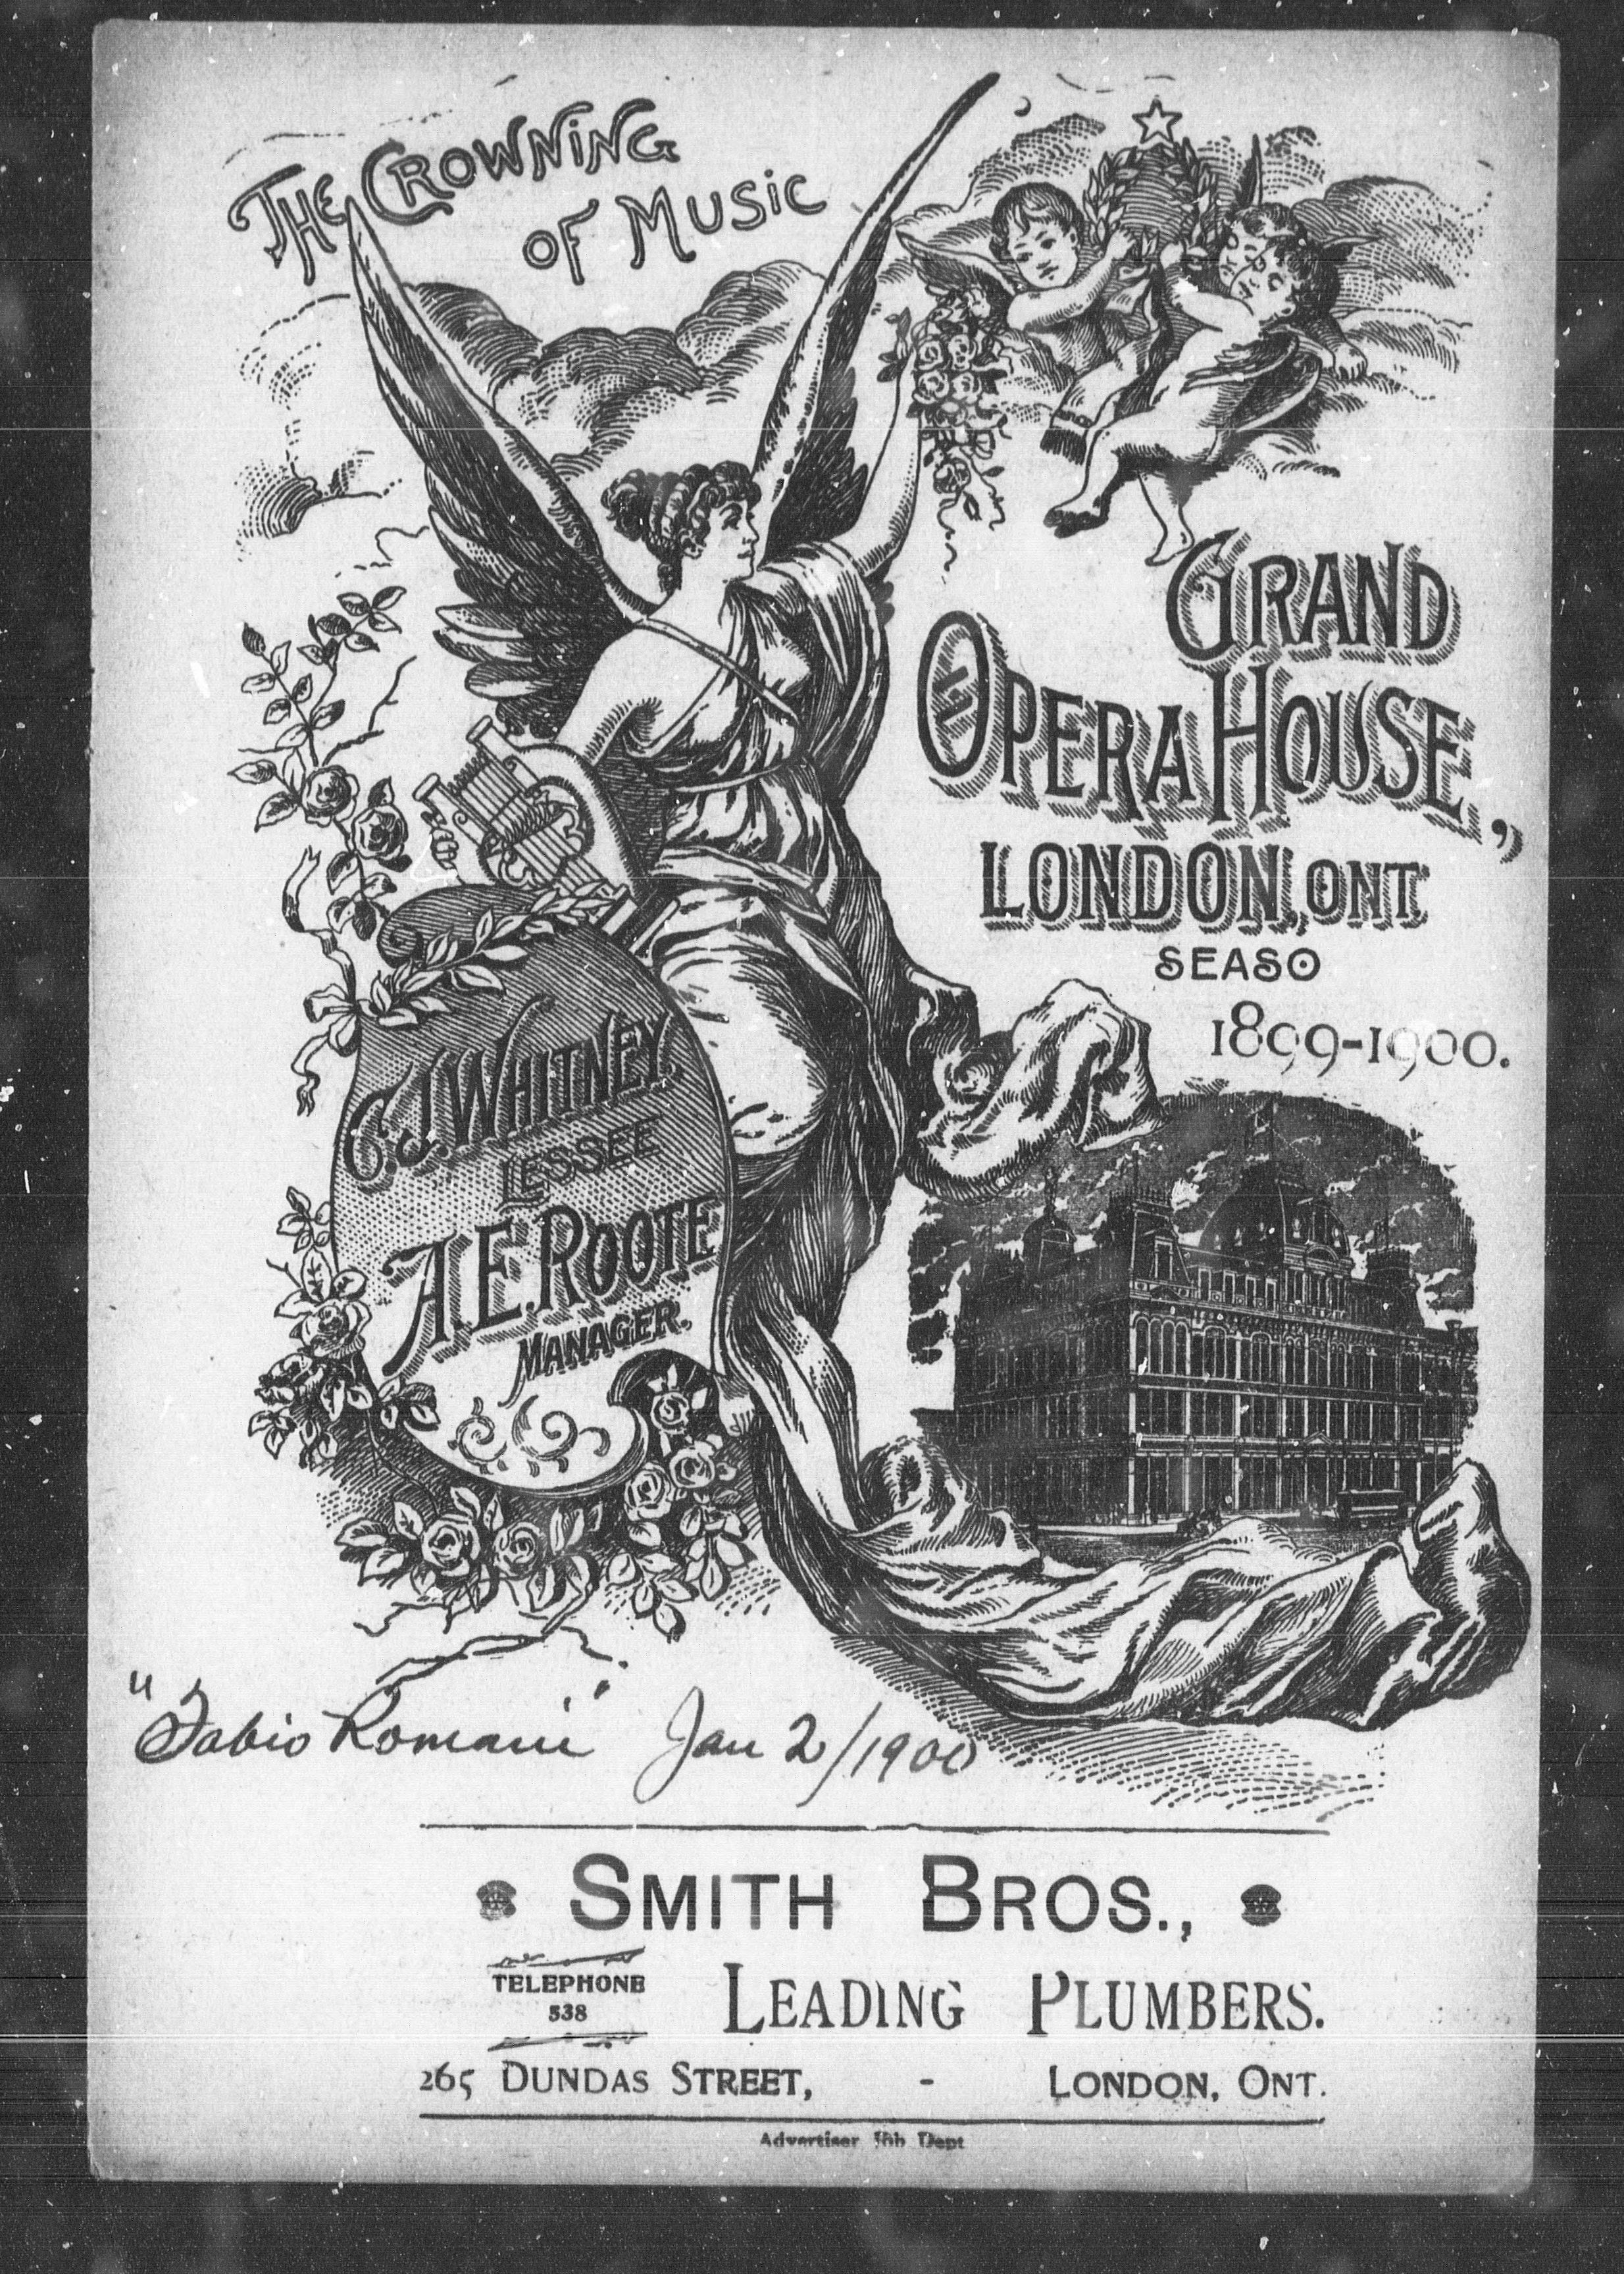 THE CROWNING
OF MUSIC
GRAND
OPERA HOUSE,
LONDON, ONT.
SEASO
1899-1900.
C.J. WHITNEY,
LESSEE
A.E. ROOTE
MANAGER.
"Fabio Romani" Jan 2/1900
SMITH BROS.,
TELEPHONE
538
LEADING PLUMBERS.
265 DUNDAS STREET, - LONDON, ONT.
Advertiser Job Dept